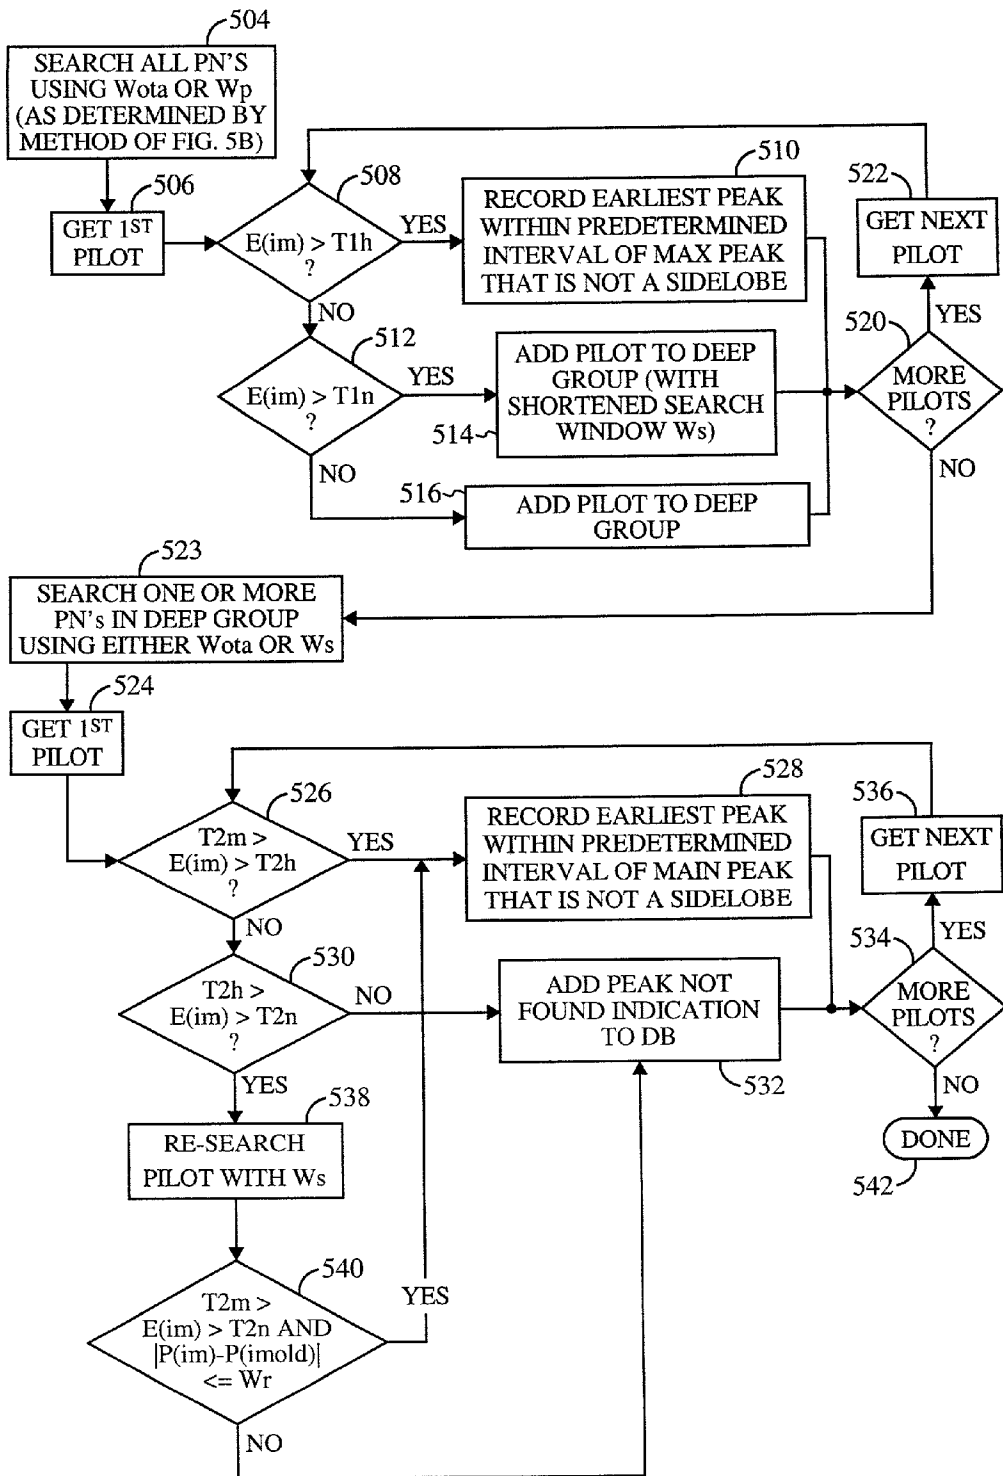 504
SEARCH ALL PN'S
USING Wota OR Wp
(AS DETERMINED BY
METHOD OF FIG. 5B)
506
GET 1ST
PILOT
508
E(im) > T1h
?
YES
NO
510
RECORD EARLIEST PEAK
WITHIN PREDETERMINED
INTERVAL OF MAX PEAK
THAT IS NOT A SIDELOBE
522
GET NEXT
PILOT
YES
512
E(im) > T1n
?
YES
NO
ADD PILOT TO DEEP
GROUP (WITH
SHORTENED SEARCH
WINDOW Ws)
514
520
MORE
PILOTS
?
NO
516
ADD PILOT TO DEEP
GROUP
523
SEARCH ONE OR MORE
PN's IN DEEP GROUP
USING EITHER Wota OR Ws
524
GET 1ST
PILOT
526
T2m >
E(im) > T2h
?
YES
NO
528
RECORD EARLIEST PEAK
WITHIN PREDETERMINED
INTERVAL OF MAIN PEAK
THAT IS NOT A SIDELOBE
536
GET NEXT
PILOT
YES
530
T2h >
E(im) > T2n
?
NO
YES
ADD PEAK NOT
FOUND INDICATION
TO DB
532
534
MORE
PILOTS
?
NO
DONE
542
538
RE-SEARCH
PILOT WITH Ws
540
T2m >
E(im) > T2n AND
|P(im)-P(imold)|
<= Wr
YES
NO